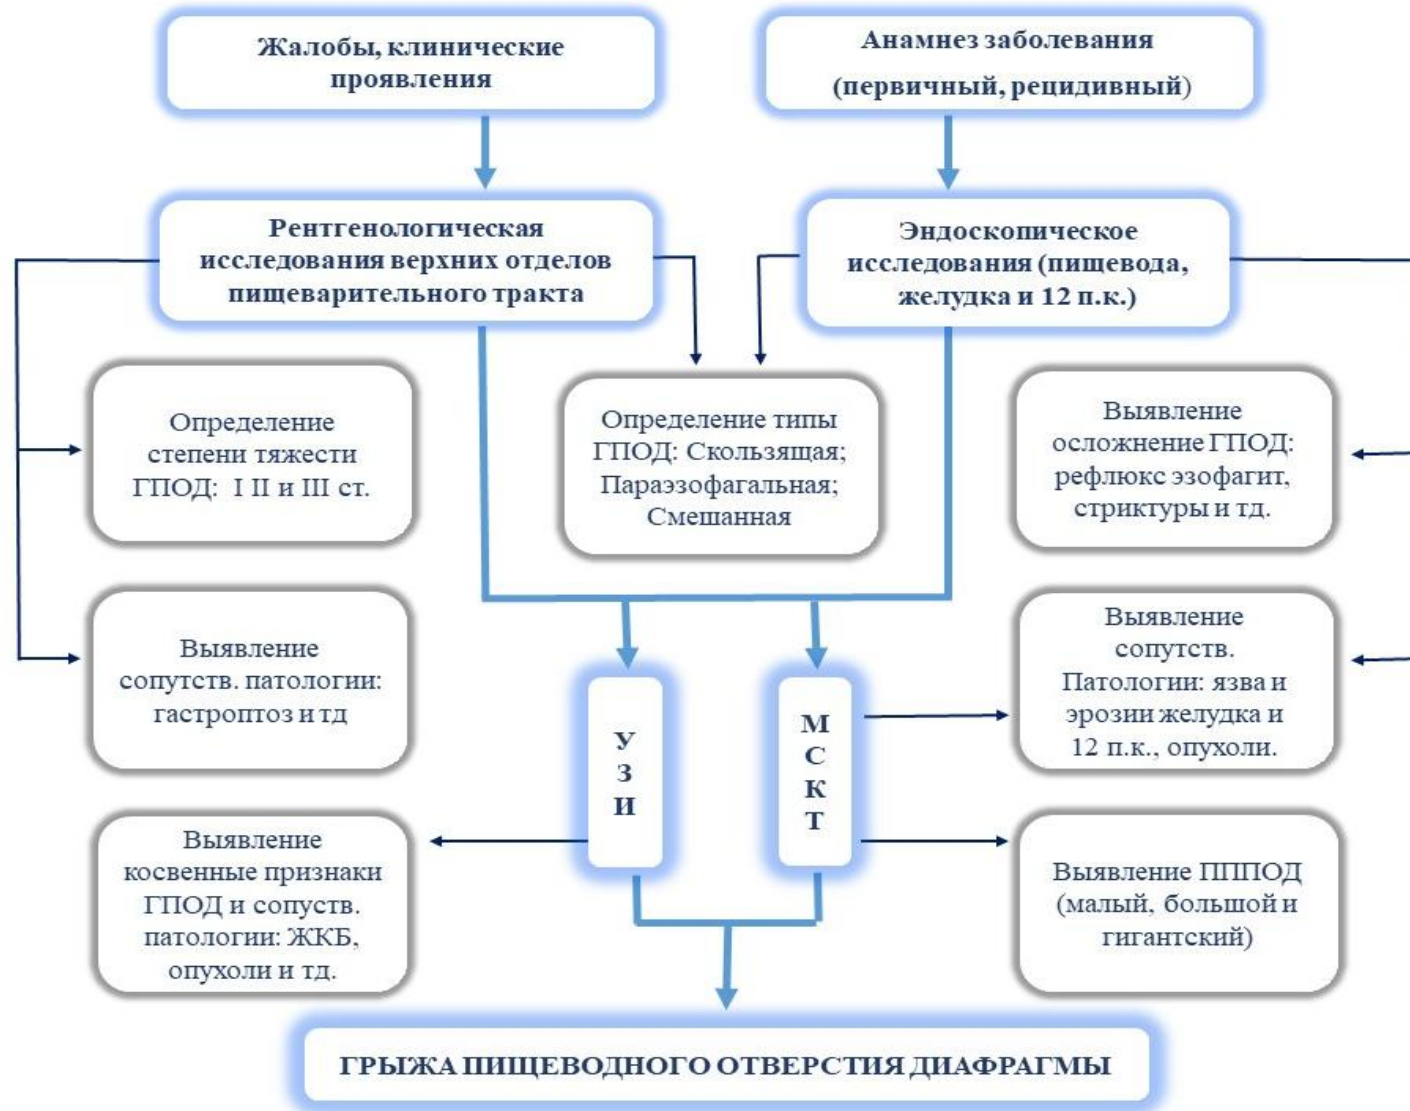 Жалобы, клинические
проявления
Анамнез заболевания
(первичный, рецидивный)
Рентгенологическая
исследования верхних отделов
пищеварительного тракта
Эндоскопическое
исследования (пищевода,
желудка и 12 п.к.)
Определение
степени тяжести
ГПОД: I II и III ст.
Определение типы
ГПОД: Скользящая;
Параэзофагальная;
Смешанная
Выявление
осложнение ГПОД:
рефлюкс эзофагит,
стриктуры и тд.
Выявление
сопутств. патологии:
гастроптоз и тд
Выявление
сопутств.
Патологии: язва и
эрозии желудка и
12 п.к., опухоли.
У
З
И
М
С
К
Т
Выявление
косвенные признаки
ГПОД и сопуств.
патологии: ЖКБ,
опухоли и тд.
Выявление ПППОД
(малый, большой и
гигантский)
ГРЫЖА ПИЩЕВОДНОГО ОТВЕРСТИЯ ДИАФРАГМЫ